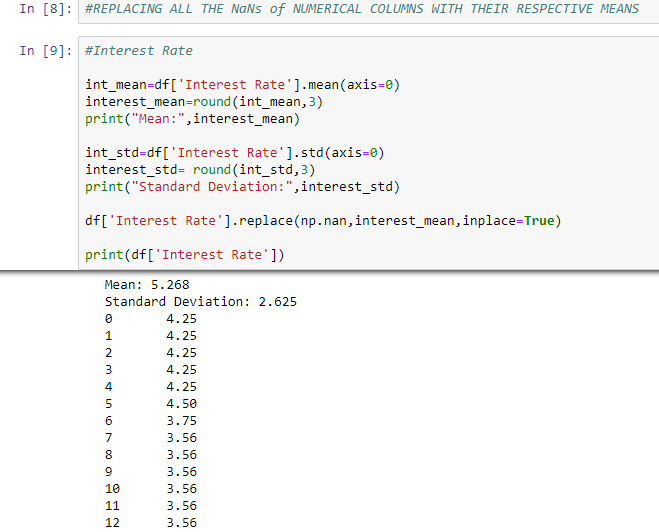 In [8]: #REPLACING ALL THE NaNs of NUMERICAL COLUMNS WITH THEIR RESPECTIVE MEANS
In [9]: #Interest Rate
int_mean=df['Interest Rate'].mean(axis=0)
interest_mean=round(int_mean,3)
print("Mean:",interest_mean)
int_std=df['Interest Rate'].std(axis=0)
interest_std= round(int_std,3)
print("Standard Deviation:",interest_std)
df['Interest Rate'].replace(np.nan,interest_mean,inplace=True)
print(df['Interest Rate'])
Mean: 5.268
Standard Deviation: 2.625
0 4.25
1 4.25
2 4.25
3 4.25
4 4.25
5 4.50
6 3.75
7 3.56
8 3.56
9 3.56
10 3.56
11 3.56
12 3.56